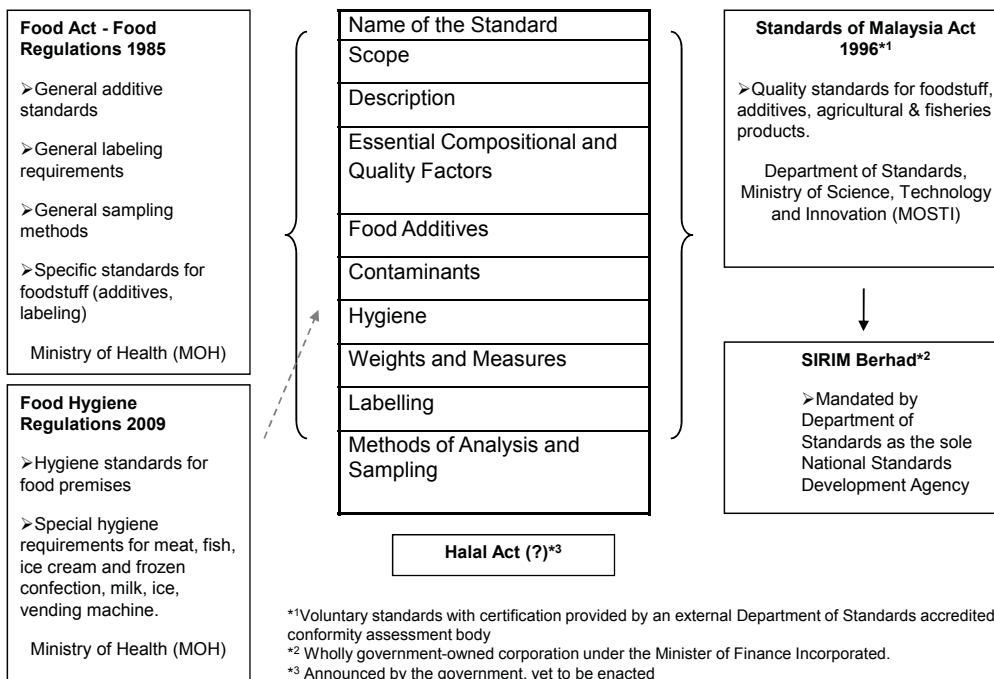 Food Act - Food
Regulations 1985
➢General additive
standards
➢General labeling
requirements
➢General sampling
methods
➢Specific standards for
foodstuff (additives,
labeling)
Ministry of Health (MOH)
Food Hygiene
Regulations 2009
➢Hygiene standards for
food premises
➢Special hygiene
requirements for meat, fish,
ice cream and frozen
confection, milk, ice,
vending machine.
Ministry of Health (MOH)
Name of the Standard
Scope
Description
Essential Compositional and
Quality Factors
Food Additives
Contaminants
Hygiene
Weights and Measures
Labelling
Methods of Analysis and
Sampling
Halal Act (?)*3
Standards of Malaysia Act
1996*1
➢Quality standards for foodstuff,
additives, agricultural & fisheries
products.
Department of Standards,
Ministry of Science, Technology
and Innovation (MOSTI)
SIRIM Berhad*2
➢Mandated by
Department of
Standards as the sole
National Standards
Development Agency
*1Voluntary standards with certification provided by an external Department of Standards accredited
conformity assessment body
*2 Wholly government-owned corporation under the Minister of Finance Incorporated.
*3 Announced by the government, yet to be enacted